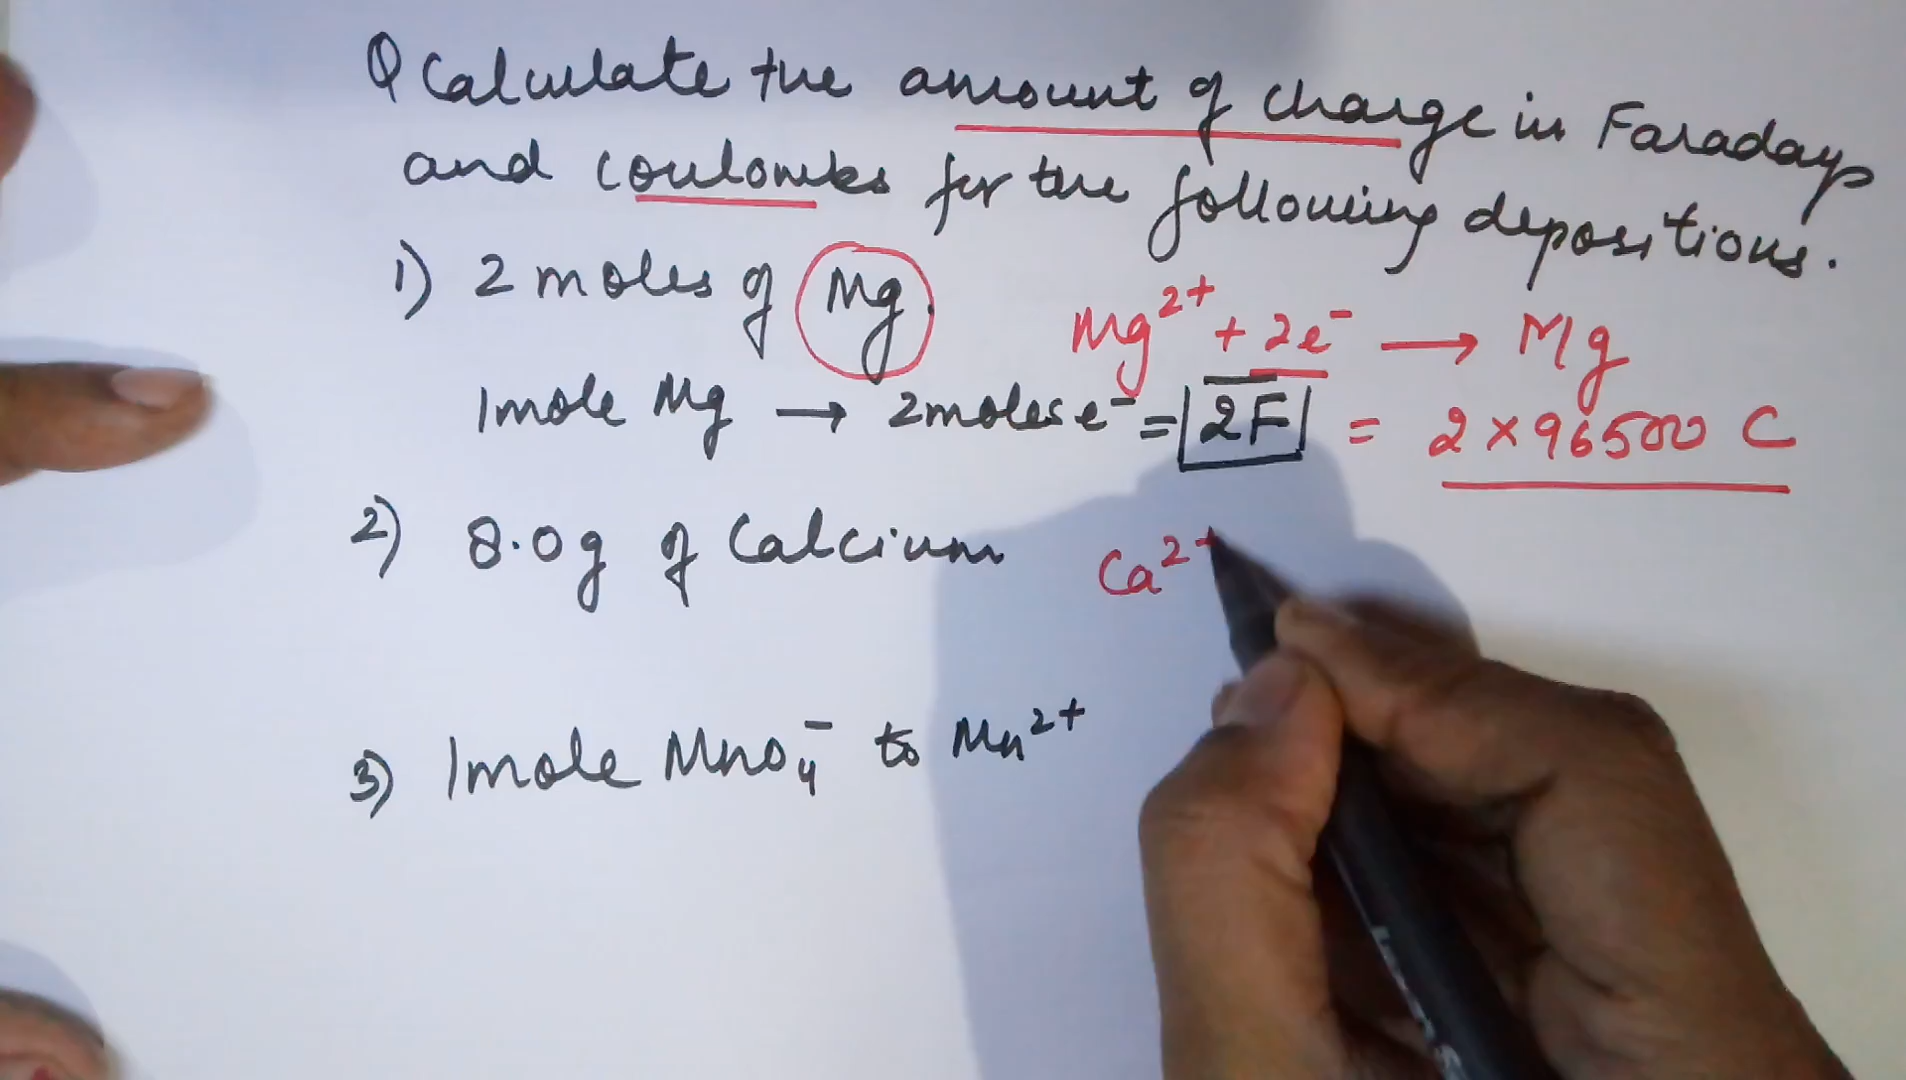 Q Calculate the amount of charge in Faradays
and coulombs for the following depositions.
1) 2 moles of Mg.
Mg²⁺ + 2e⁻ → Mg
1mole Mg → 2moles e⁻ = 2F = 2×96500 C
2) 8.0g of Calcium Ca²⁺
3) 1mole MnO₄⁻ to Mn²⁺